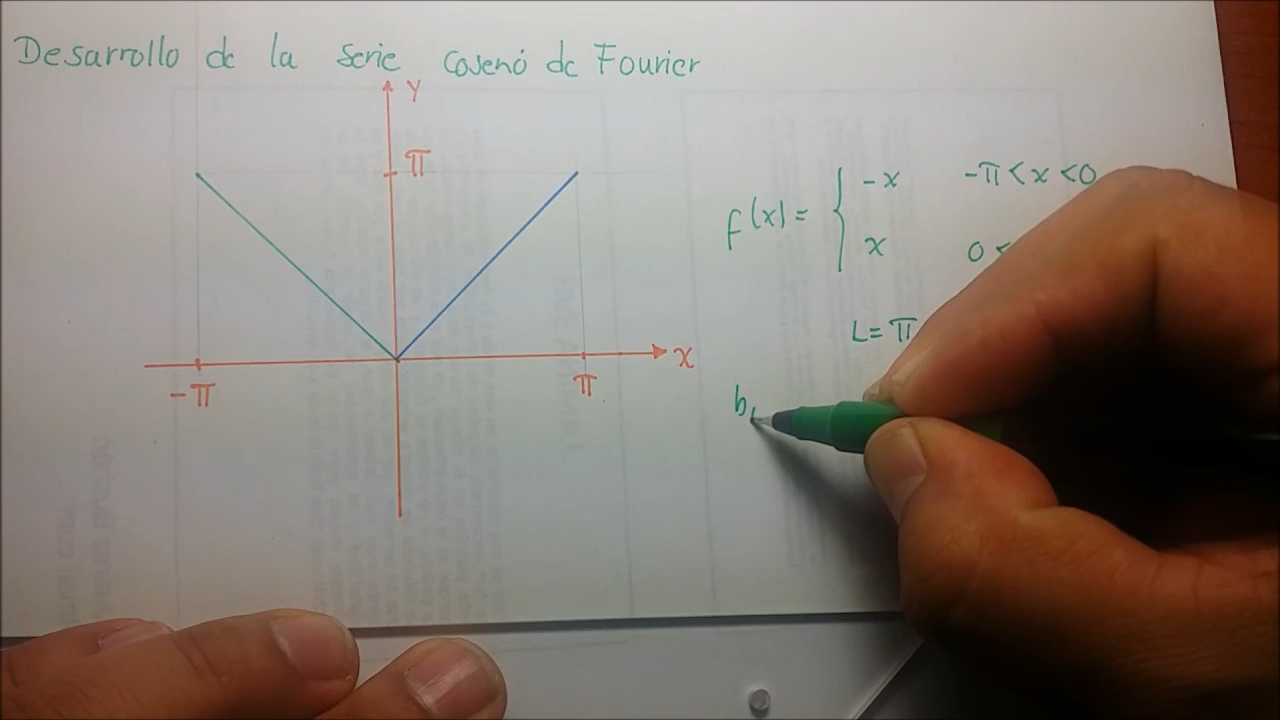 Desarrollo de la serie coseno de Fourier
Y
π
f(x) = { -x -π < x < 0
x 0 <
L = π
x
-π π
b